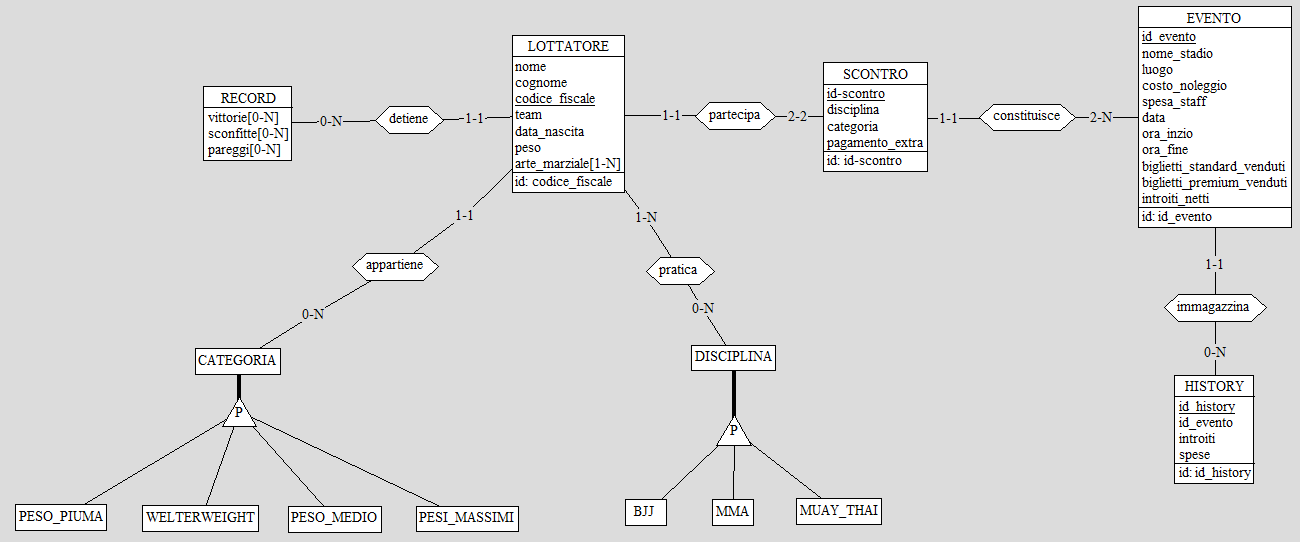 EVENTO
id_evento
nome_stadio
luogo
costo_noleggio
spesa_staff
data
ora_inzio
ora_fine
biglietti_standard_venduti
biglietti_premium_venduti
introiti_netti
id: id_evento
LOTTATORE
nome
cognome
codice_fiscale
team
data_nascita
peso
arte_marziale[1-N]
id: codice_fiscale
SCONTRO
id-scontro
disciplina
categoria
pagamento_extra
id: id-scontro
RECORD
vittorie[0-N]
sconfitte[0-N]
pareggi[0-N]
0-N
detiene
1-1
1-1
partecipa
2-2
1-1
constituisce
2-N
1-1
1-N
1-1
appartiene
pratica
immagazzina
0-N
0-N
0-N
CATEGORIA
DISCIPLINA
HISTORY
id_history
id_evento
introiti
spese
id: id_history
P
P
PESO_PIUMA
WELTERWEIGHT
PESO_MEDIO
PESI_MASSIMI
BJJ
MMA
MUAY_THAI